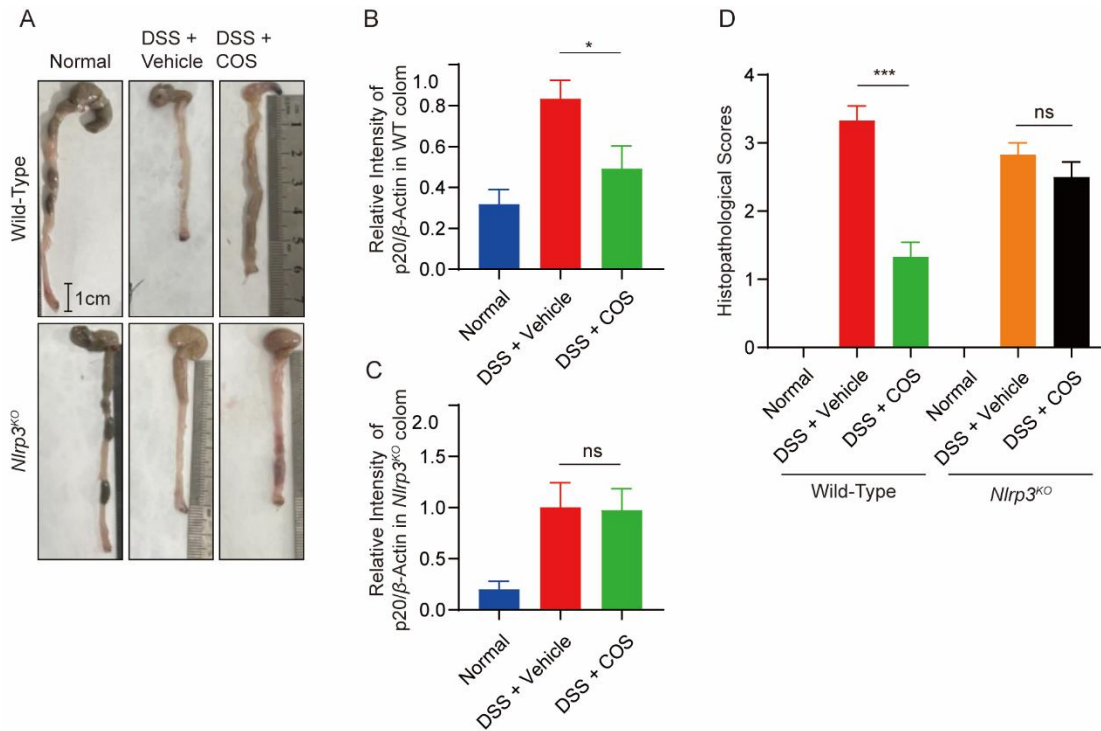 A
Normal
DSS +
Vehicle
DSS +
COS
Wild-Type
1cm
Nlrp3KO
B
Relative Intensity of
p20/β-Actin in WT colom
1.0
0.8
0.6
0.4
0.2
0.0
*
Normal
DSS + Vehicle
DSS + COS
C
Relative Intensity of
p20/β-Actin in Nlrp3KO colom
2.0
1.5
1.0
0.5
0.0
ns
Normal
DSS + Vehicle
DSS + COS
D
Histopathological Scores
4
3
2
1
0
***
ns
Normal
DSS + Vehicle
DSS + COS
Normal
DSS + Vehicle
DSS + COS
Wild-Type
Nlrp3KO